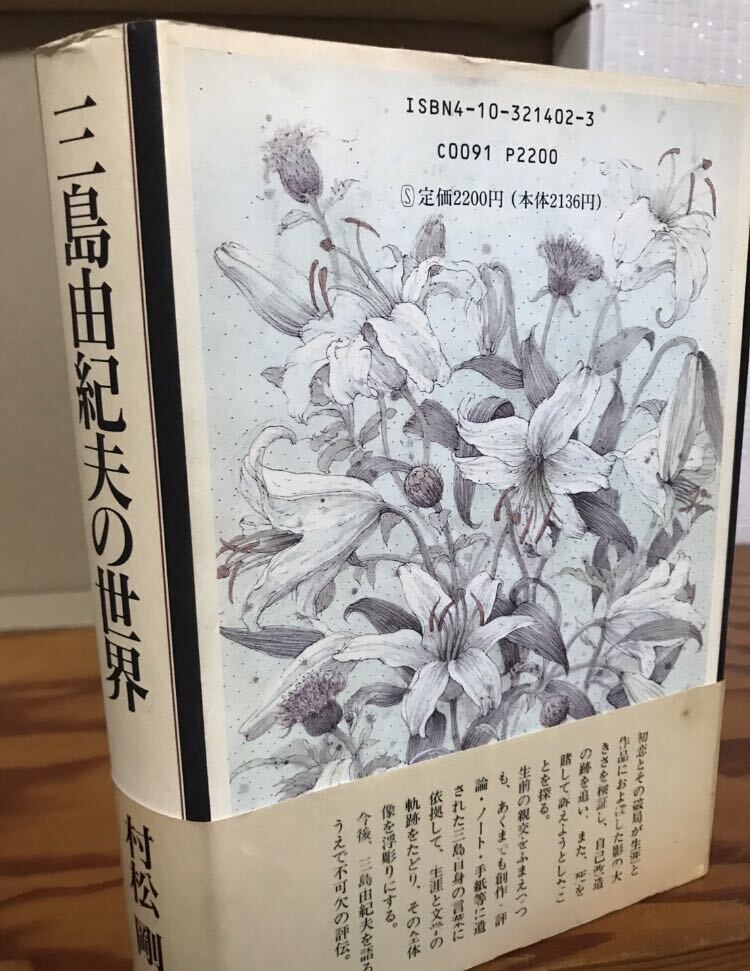 三島由紀夫の世界
村松剛
ISBN4-10-321402-3
C0091 P2200
Ⓢ定価2200円(本体2136円)
初恋とその破局が生涯と
作品におよぼした影の大
きさを検証し、自己改造
の跡を追い、また、死を
賭して訴えようとしたこ
とを探る。
生前の親交をふまえつつ
も、あくまでも創作・評
論・ノート・手紙等に遺
された三島自身の言葉に
依拠して、生涯と文学の
軌跡をたどり、その全体
像を浮彫りにする。
今後、三島由紀夫を語る
うえで不可欠の評伝。